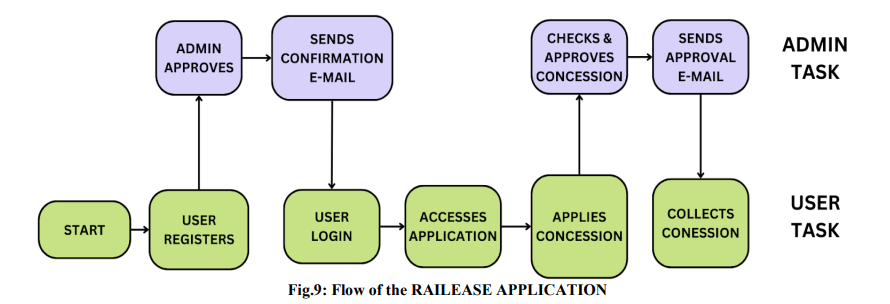 ADMIN
APPROVES
SENDS
CONFIRMATION
E-MAIL
CHECKS &
APPROVES
CONCESSION
SENDS
APPROVAL
E-MAIL
ADMIN
TASK
START
USER
REGISTERS
USER
LOGIN
ACCESSES
APPLICATION
APPLIES
CONCESSION
COLLECTS
CONESSION
USER
TASK
Fig.9: Flow of the RAILEASE APPLICATION